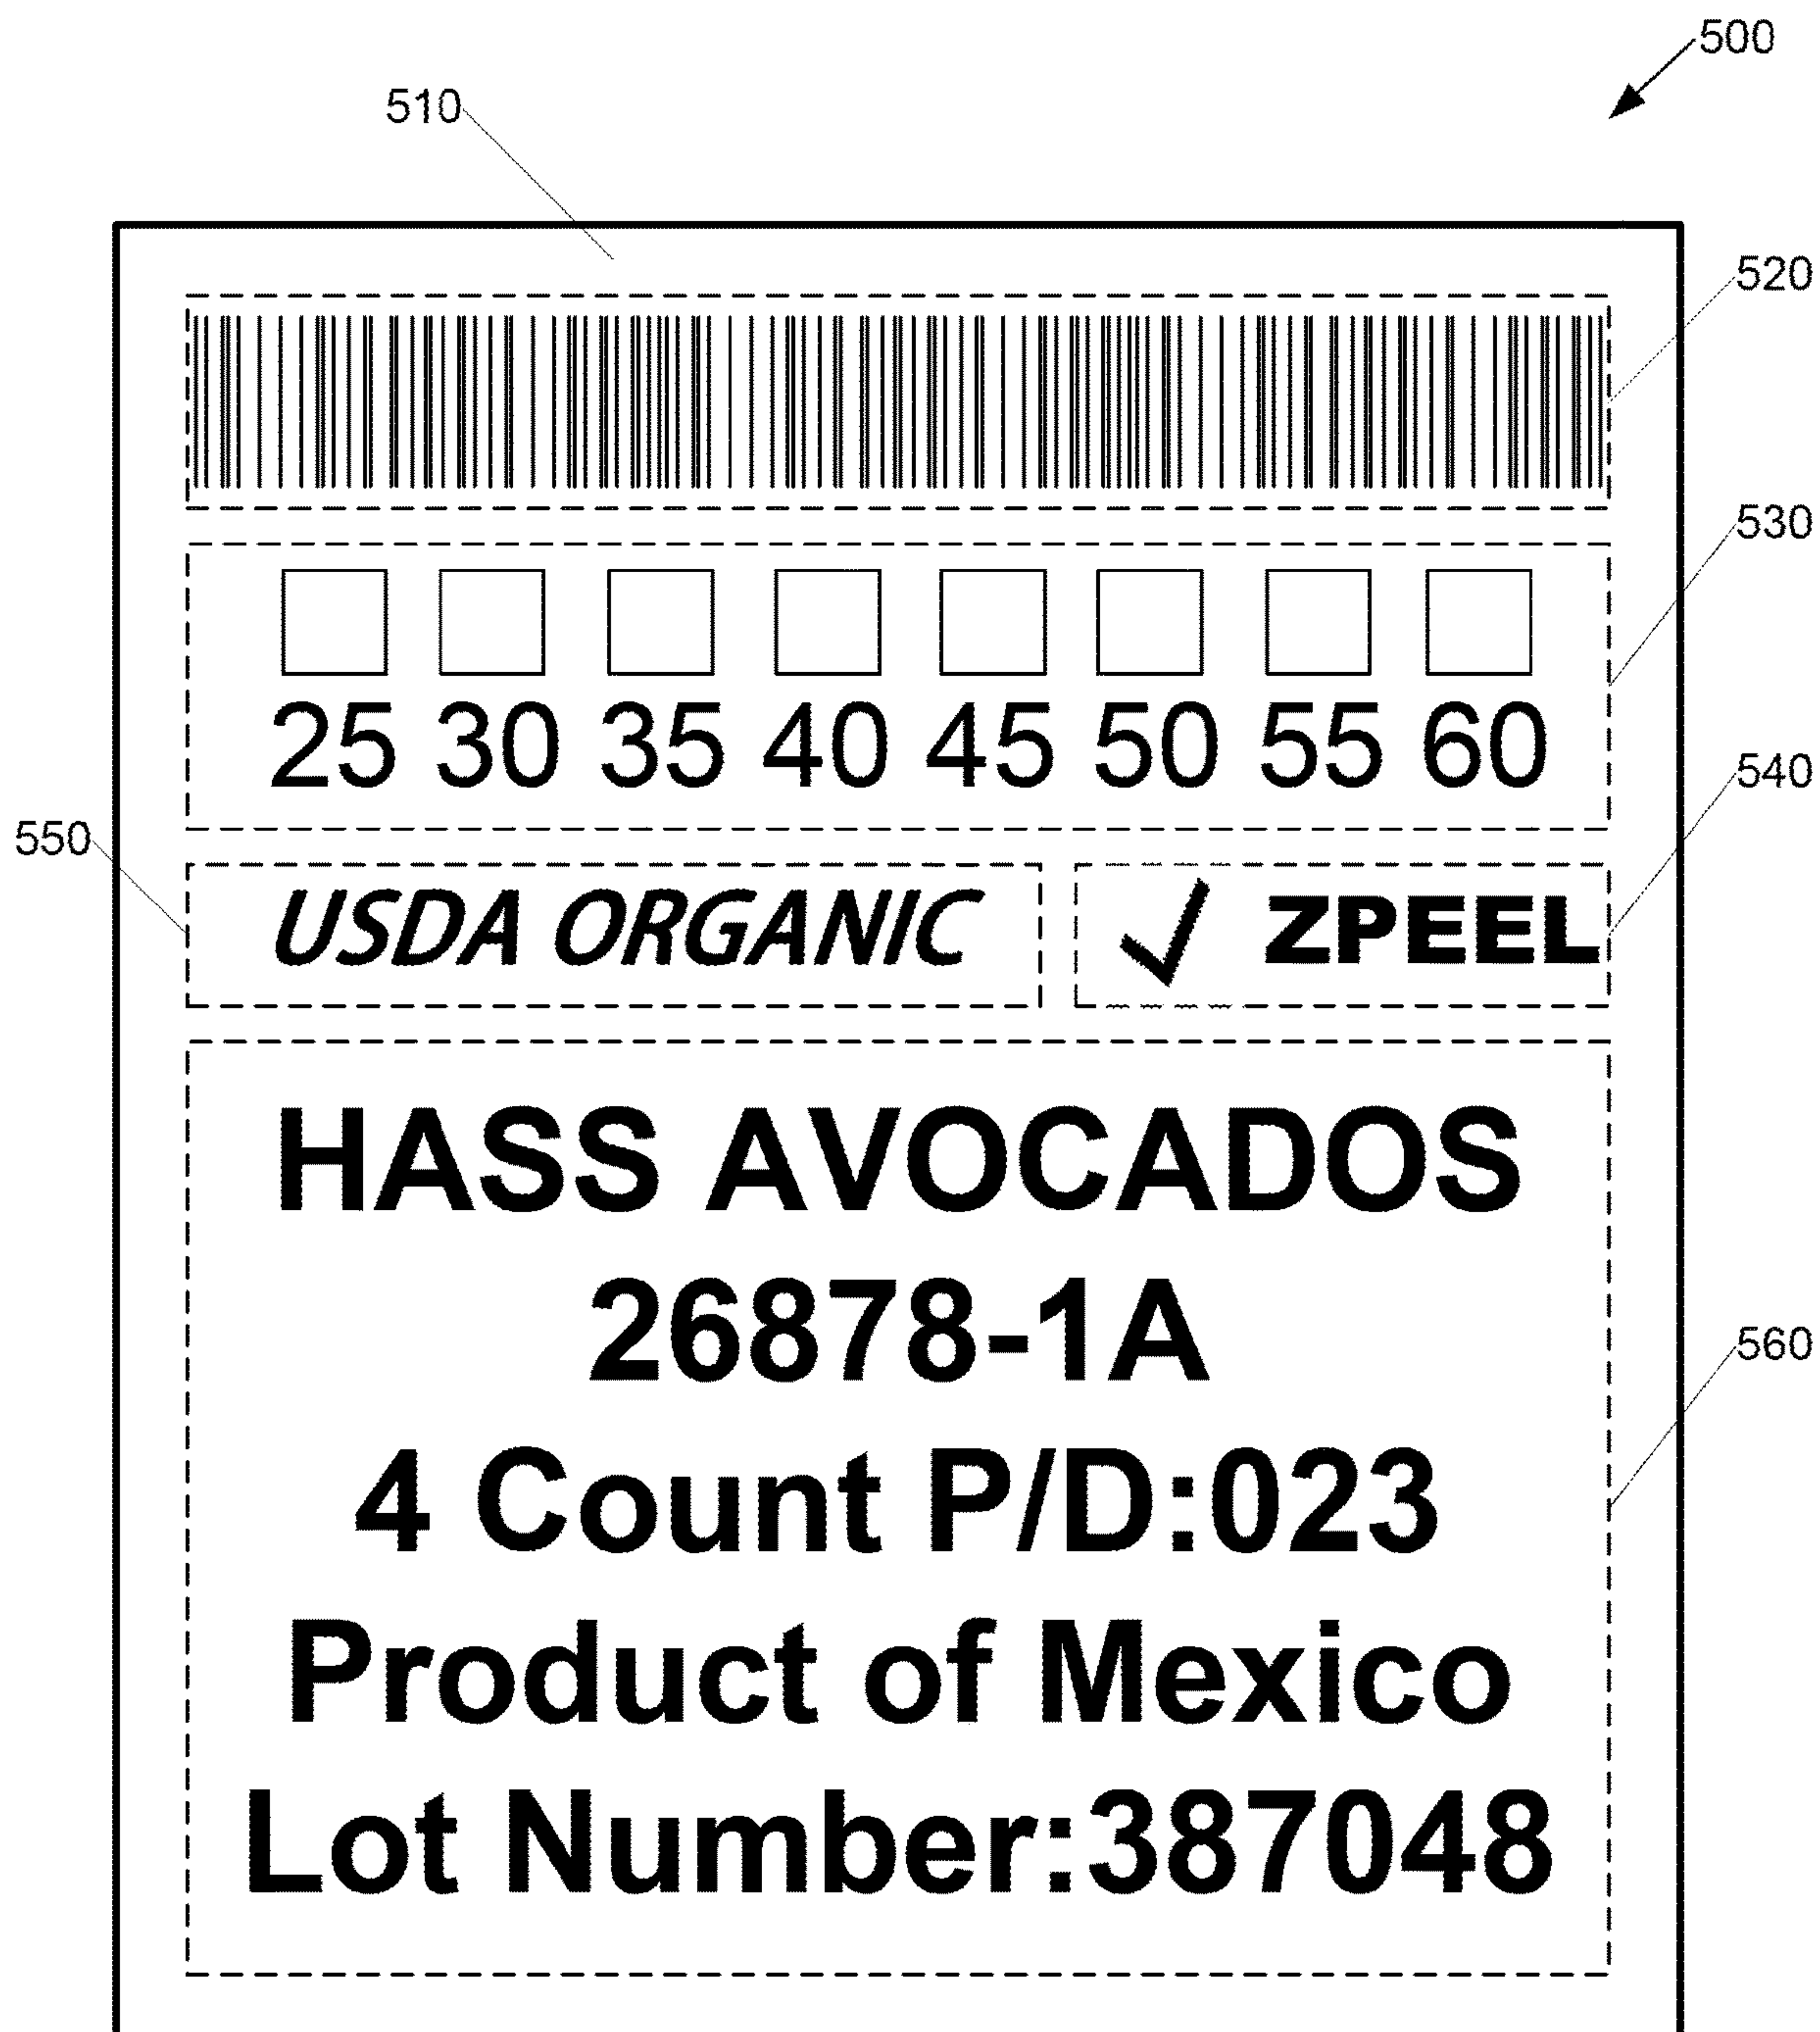 500
510
520
530
25 30 35 40 45 50 55 60
540
550
USDA ORGANIC ZPEEL
HASS AVOCADOS
26878-1A
560
4 Count P/D:023
Product of Mexico
Lot Number:387048